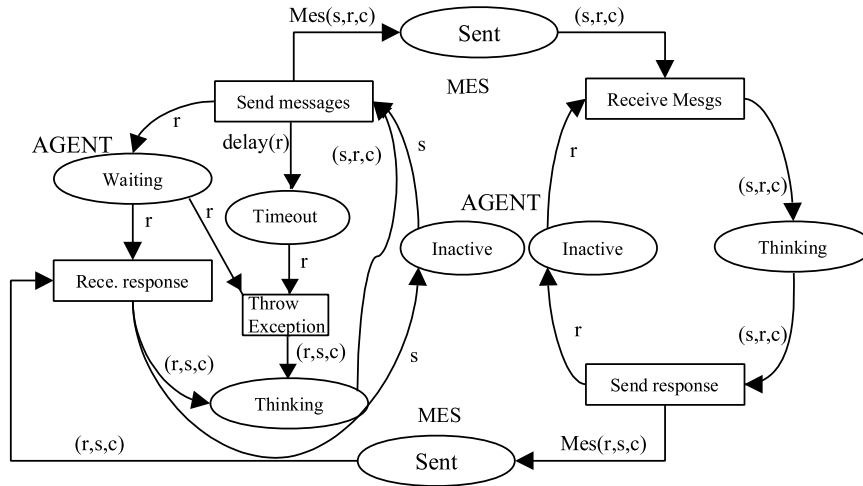 Mes(s,r,c)
Sent
(s,r,c)
MES
Send messages
Receive Mesgs
r
delay(r)
(s,r,c)
s
r
(s,r,c)
AGENT
Waiting
Timeout
AGENT
r
r
Inactive
Inactive
Thinking
r
Rece. response
Throw
Exception
(r,s,c)
(r,s,c)
s
r
(s,r,c)
Thinking
Send response
MES
(r,s,c)
Sent
Mes(r,s,c)